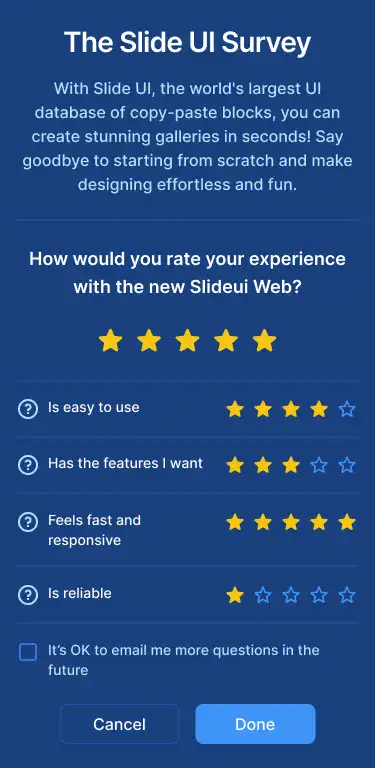 The Slide UI Survey
With Slide UI, the world's largest UI
database of copy-paste blocks, you can
create stunning galleries in seconds! Say
goodbye to starting from scratch and make
designing effortless and fun.
How would you rate your experience
with the new Slideui Web?
Is easy to use
Has the features I want
Feels fast and
responsive
Is reliable
It's OK to email me more questions in the
future
Cancel Done